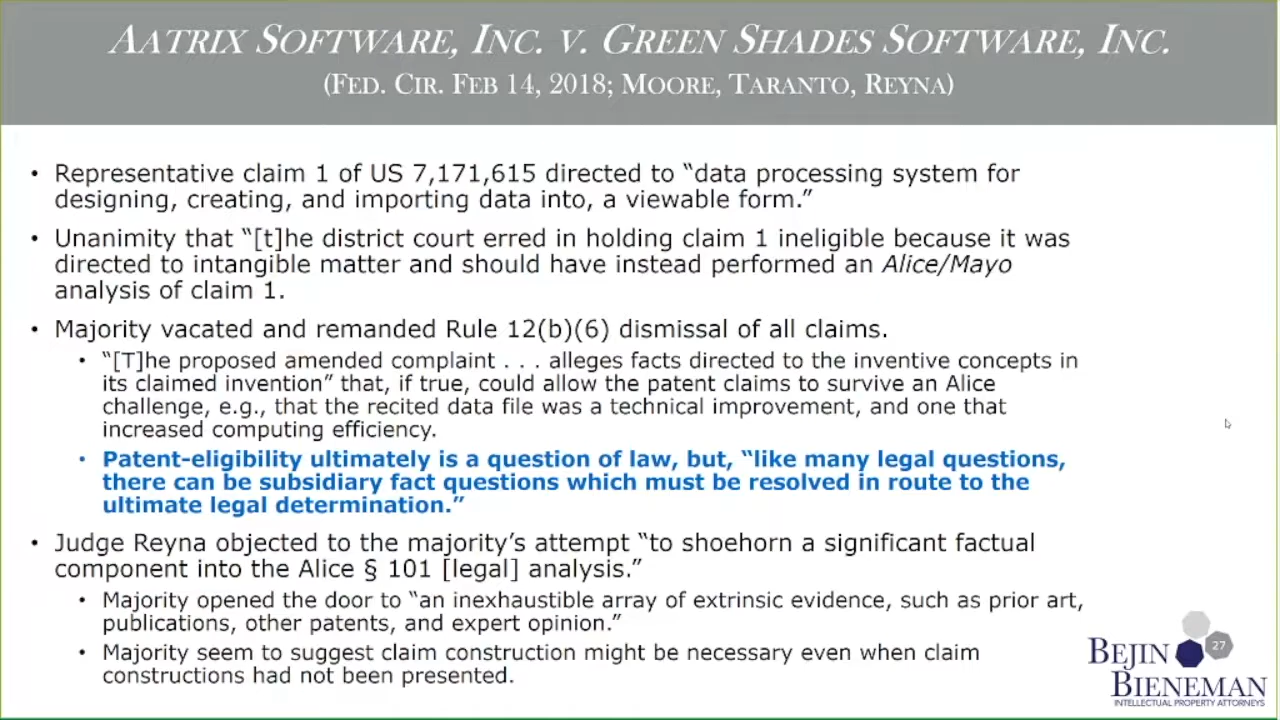 AATRIX SOFTWARE, INC. V. GREEN SHADES SOFTWARE, INC.
(FED. CIR. FEB 14, 2018; MOORE, TARANTO, REYNA)
• Representative claim 1 of US 7,171,615 directed to “data processing system for
designing, creating, and importing data into, a viewable form.”
• Unanimity that “[t]he district court erred in holding claim 1 ineligible because it was
directed to intangible matter and should have instead performed an Alice/Mayo
analysis of claim 1.
• Majority vacated and remanded Rule 12(b)(6) dismissal of all claims.
• “[T]he proposed amended complaint . . . alleges facts directed to the inventive concepts in
its claimed invention” that, if true, could allow the patent claims to survive an Alice
challenge, e.g., that the recited data file was a technical improvement, and one that
increased computing efficiency.
• Patent-eligibility ultimately is a question of law, but, “like many legal questions,
there can be subsidiary fact questions which must be resolved in route to the
ultimate legal determination.”
• Judge Reyna objected to the majority’s attempt “to shoehorn a significant factual
component into the Alice § 101 [legal] analysis.”
• Majority opened the door to “an inexhaustible array of extrinsic evidence, such as prior art,
publications, other patents, and expert opinion.”
• Majority seem to suggest claim construction might be necessary even when claim
constructions had not been presented.
27
BEJIN
BIENEMAN
INTELLECTUAL PROPERTY ATTORNEYS